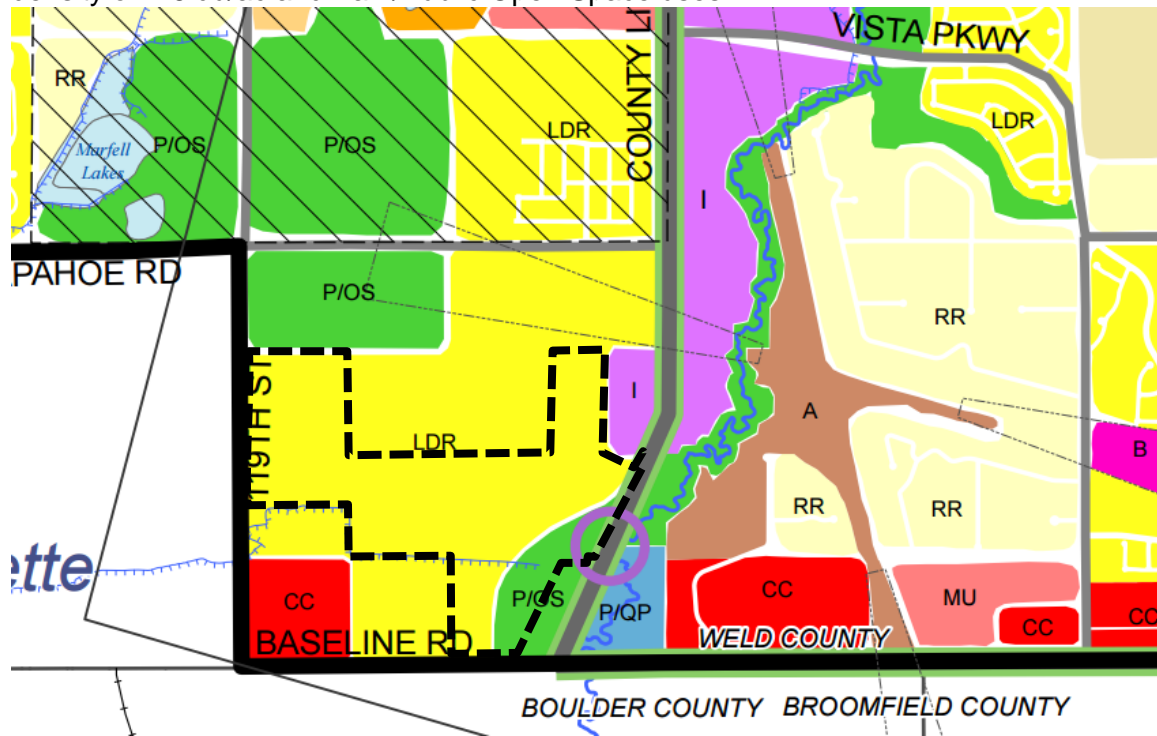 VISTA PKWY
COUNTY LI
RR
LDR
LDR
P/OS
P/OS
Marfell
Lakes
I
PAHOE RD
P/OS
RR
119TH ST
I
LDR
A
B
RR
RR
ette
CC
P/OS
P/QP
CC
MU
CC
CC
BASELINE RD
WELD COUNTY
BOULDER COUNTY
BROOMFIELD COUNTY